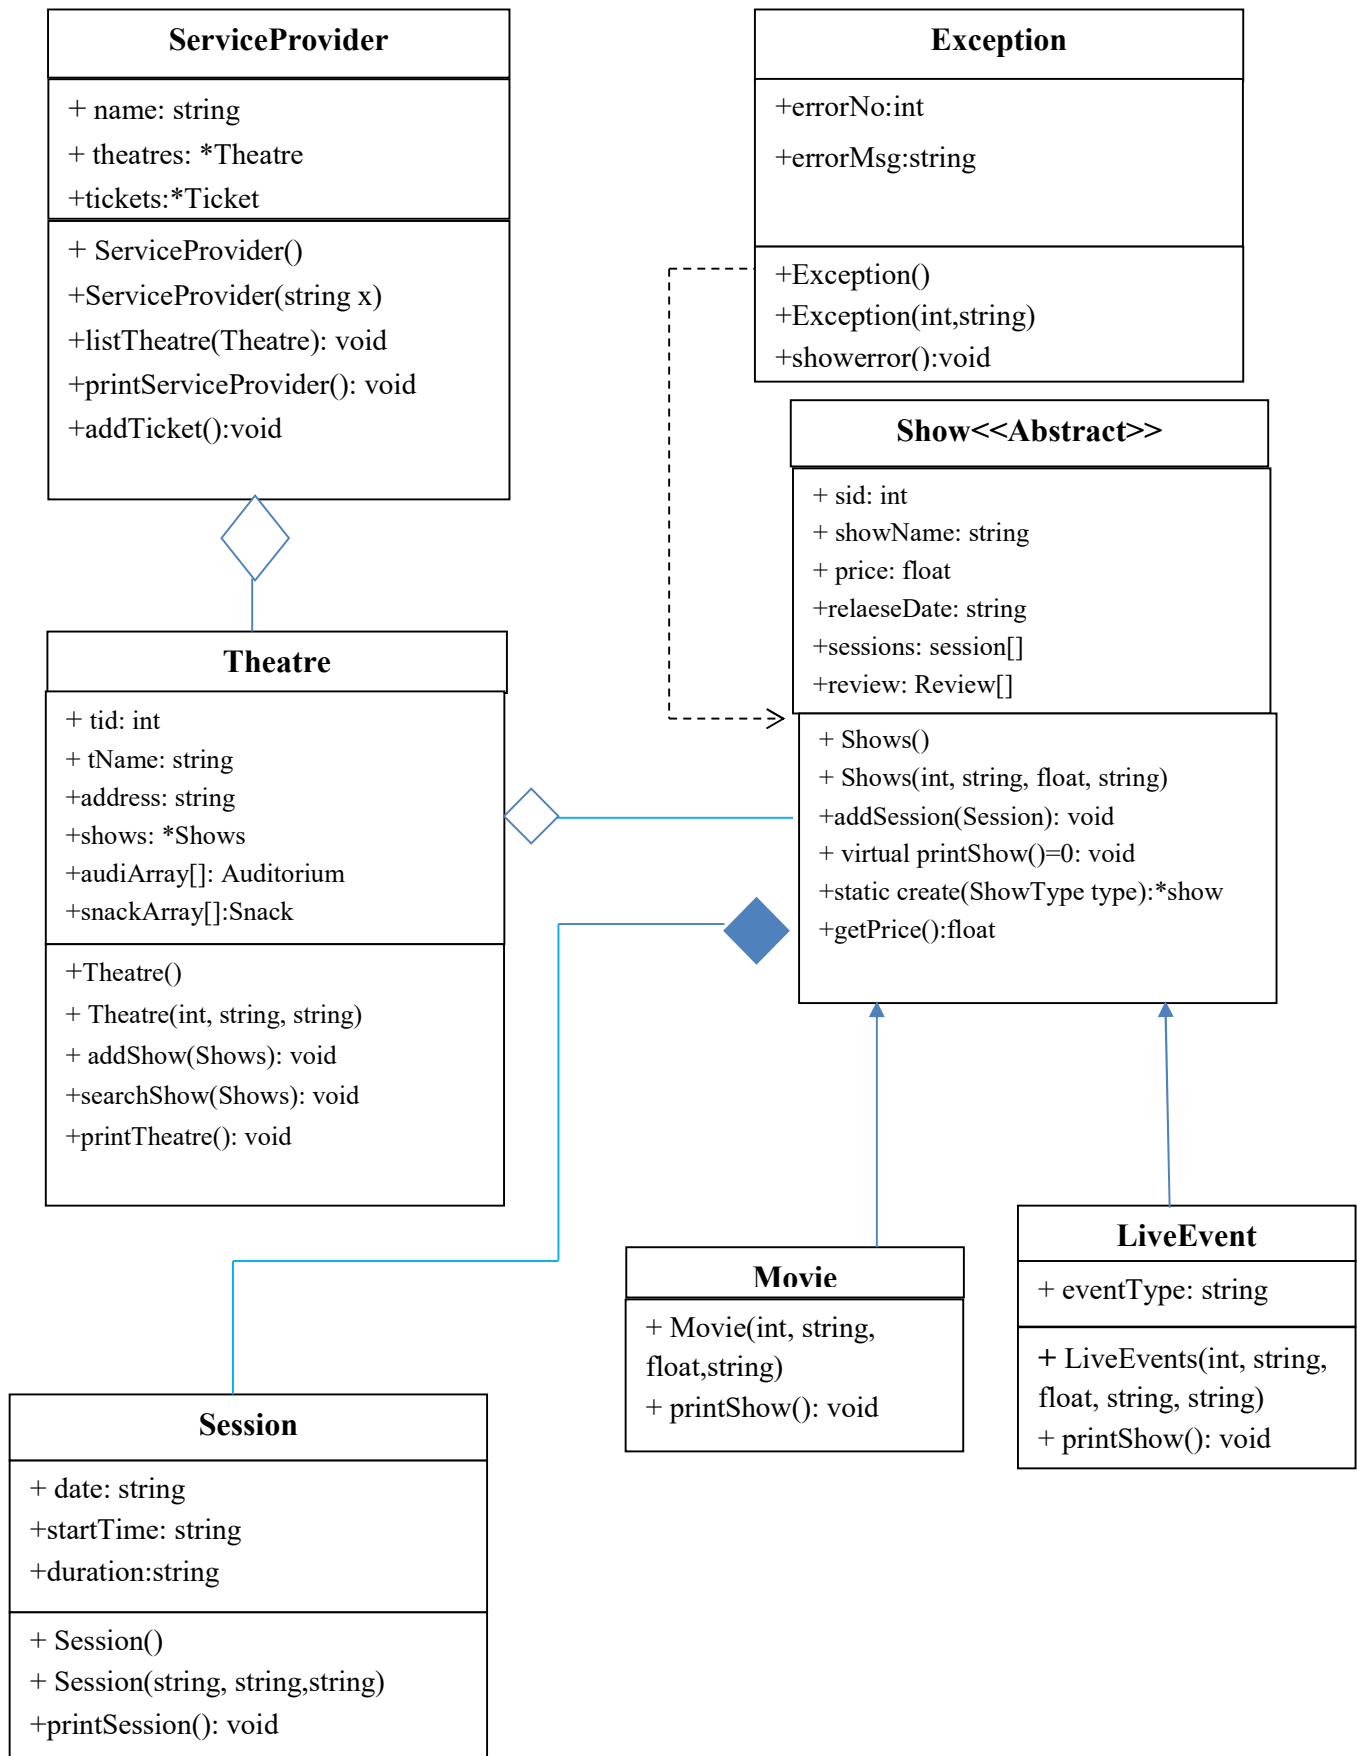 ServiceProvider
+ name: string
+ theatres: *Theatre
+tickets:*Ticket
+ ServiceProvider()
+ServiceProvider(string x)
+listTheatre(Theatre): void
+printServiceProvider(): void
+addTicket():void
Exception
+errorNo:int
+errorMsg:string
+Exception()
+Exception(int,string)
+showerror():void
Show<<Abstract>>
+ sid: int
+ showName: string
+ price: float
+relaeseDate: string
+sessions: session[]
+review: Review[]
+ Shows()
+ Shows(int, string, float, string)
+addSession(Session): void
+ virtual printShow()=0: void
+static create(ShowType type):*show
+getPrice():float
Theatre
+ tid: int
+ tName: string
+address: string
+shows: *Shows
+audiArray[]: Auditorium
+snackArray[]:Snack
+Theatre()
+ Theatre(int, string, string)
+ addShow(Shows): void
+searchShow(Shows): void
+printTheatre(): void
Movie
+ Movie(int, string,
float,string)
+ printShow(): void
LiveEvent
+ eventType: string
+ LiveEvents(int, string,
float, string, string)
+ printShow(): void
Session
+ date: string
+startTime: string
+duration:string
+ Session()
+ Session(string, string,string)
+printSession(): void